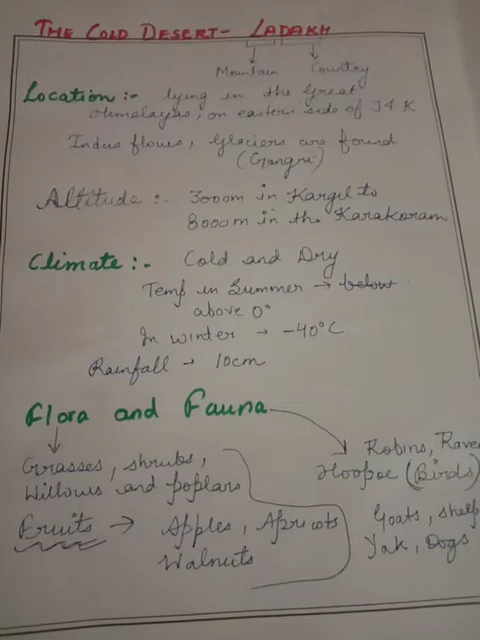 THE COLD DESERT- LADAKH
Mountain Country
Location :- lying in the Great
Himalayas, on eastern side of J4 K
Indus flows, Glaciers are found
(Gangri)
Altitude :- 3000m in Kargil to
8000m in the Karakoram
Climate :- Cold and Dry
Temp in Summer → below
above 0°
In winter → -40°C
Rainfall → 10cm
Flora and Fauna
Grasses, shrubs,
Willows and poplars
Fruits → Apples, Apricots
Walnuts
Robins, Rave
Hoopoe (Birds)
Goats, sheep
Yak, Dogs